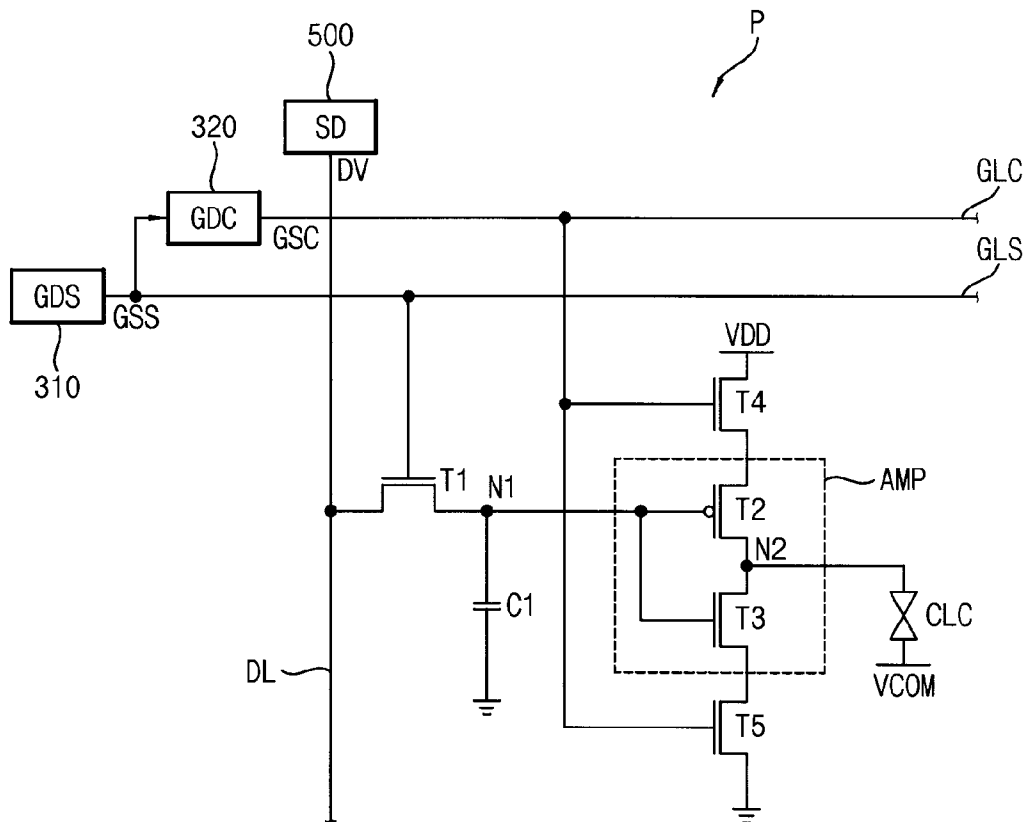 P
500
SD
DV
320
GDC
GSC
GLC
GLS
GDS
GSS
310
VDD
T4
AMP
T1
N1
T2
N2
C1
T3
CLC
DL
VCOM
T5